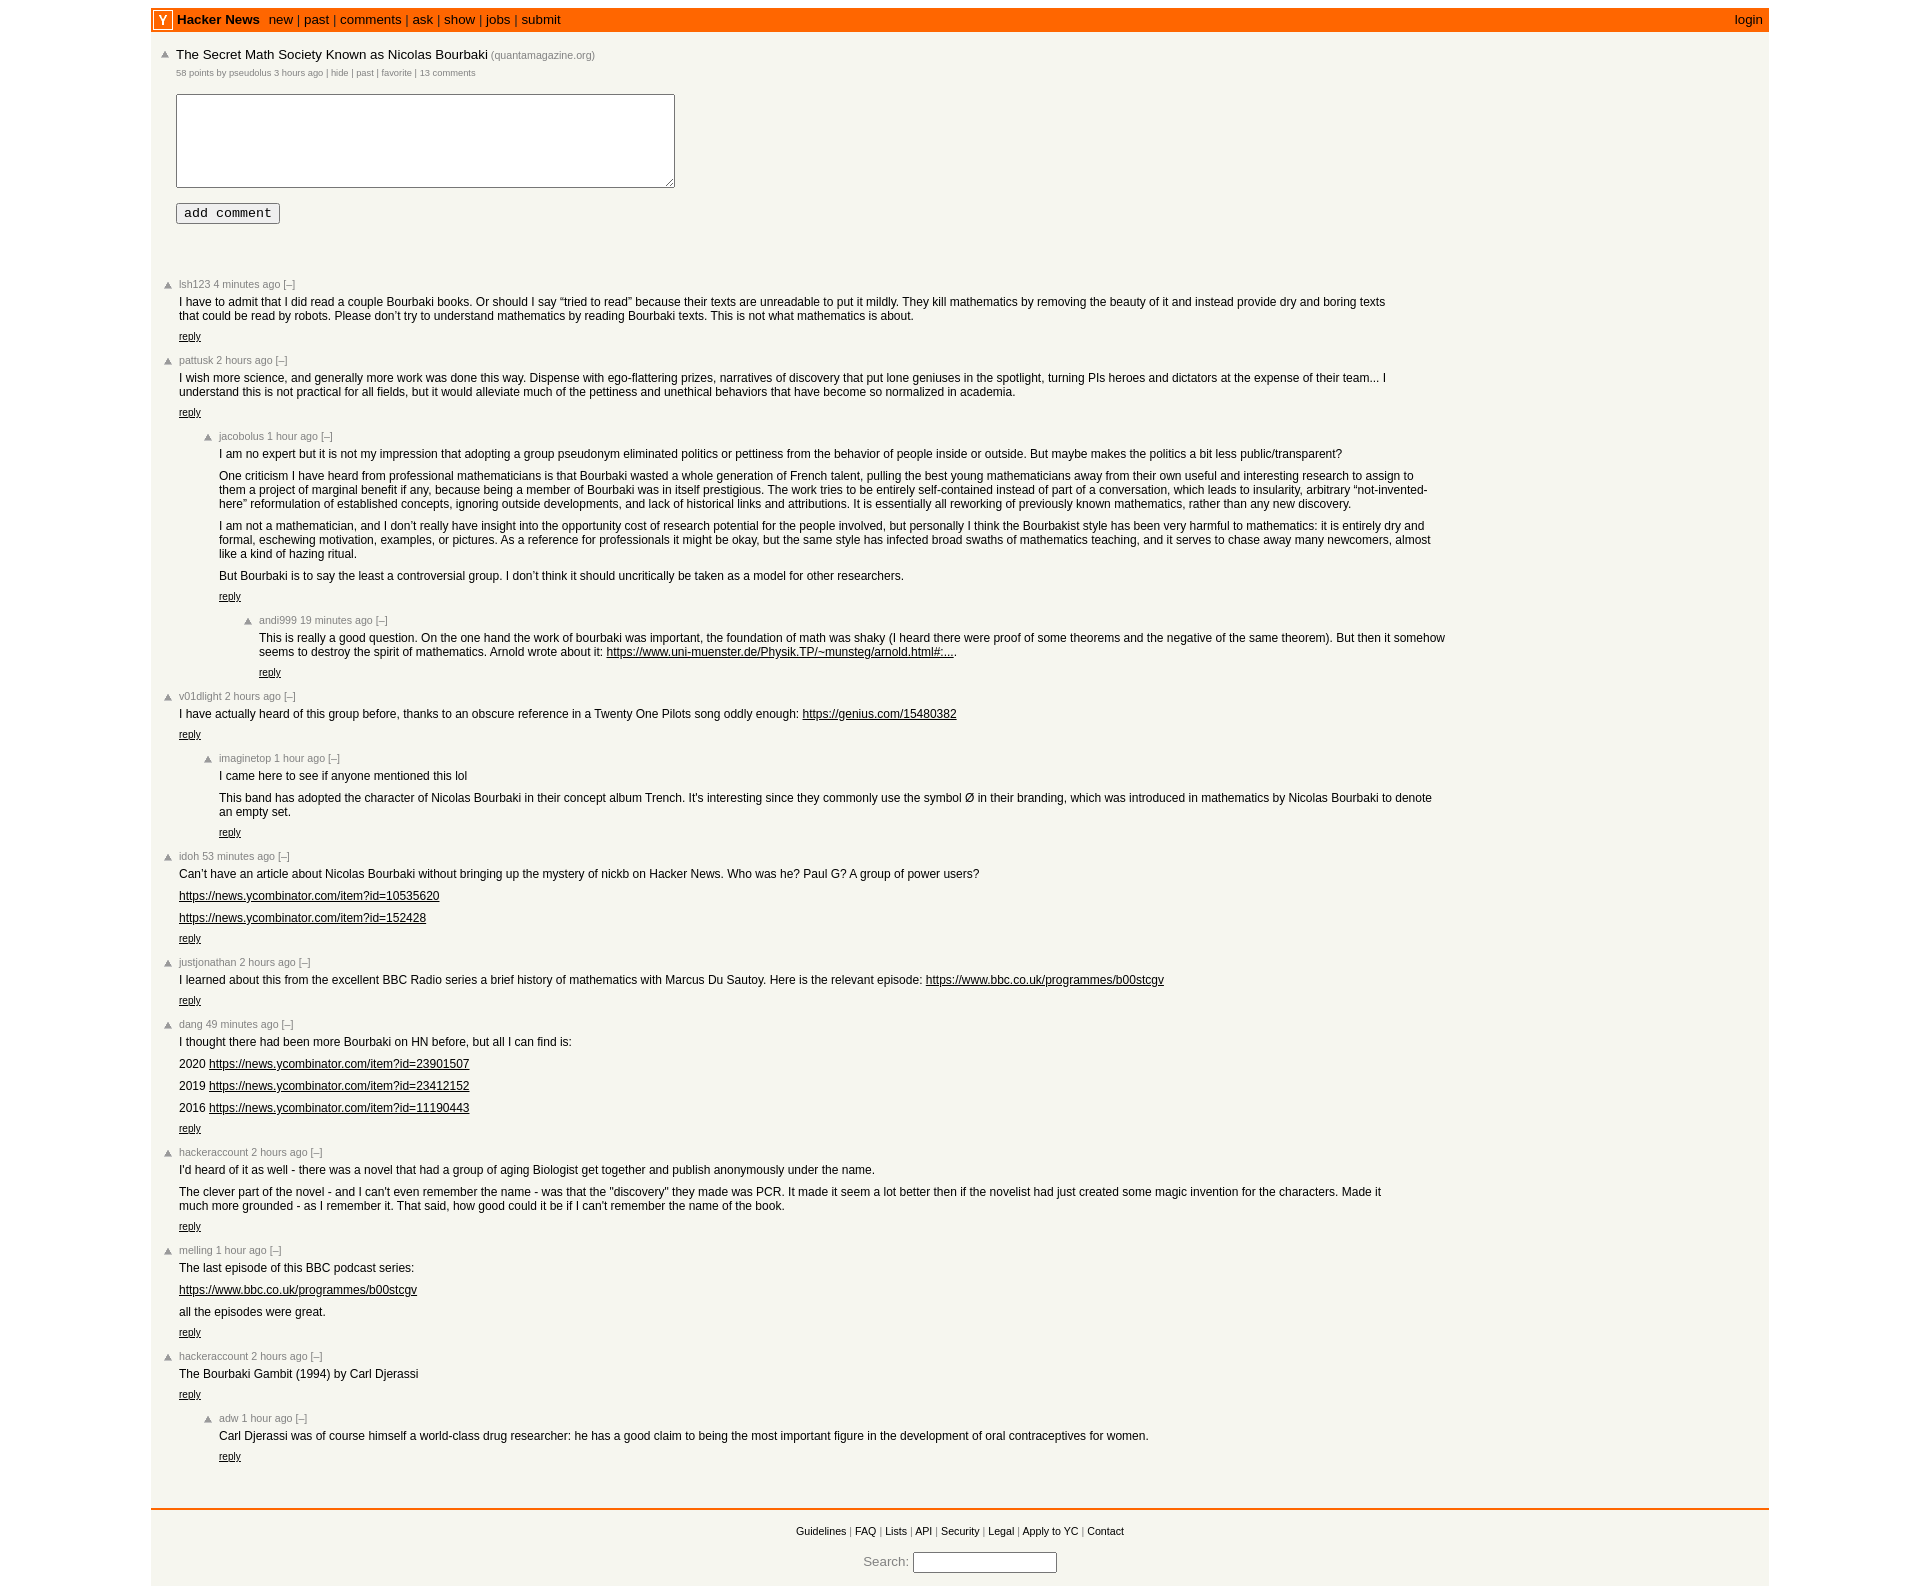 Y Hacker News new | past | comments | ask | show | jobs | submit login
The Secret Math Society Known as Nicolas Bourbaki (quantamagazine.org)
58 points by pseudolus 3 hours ago | hide | past | favorite | 13 comments
add comment
lsh123 4 minutes ago [–]
I have to admit that I did read a couple Bourbaki books. Or should I say “tried to read” because their texts are unreadable to put it mildly. They kill mathematics by removing the beauty of it and instead provide dry and boring texts
that could be read by robots. Please don’t try to understand mathematics by reading Bourbaki texts. This is not what mathematics is about.
reply
pattusk 2 hours ago [–]
I wish more science, and generally more work was done this way. Dispense with ego-flattering prizes, narratives of discovery that put lone geniuses in the spotlight, turning PIs heroes and dictators at the expense of their team... I
understand this is not practical for all fields, but it would alleviate much of the pettiness and unethical behaviors that have become so normalized in academia.
reply
jacobolus 1 hour ago [–]
I am no expert but it is not my impression that adopting a group pseudonym eliminated politics or pettiness from the behavior of people inside or outside. But maybe makes the politics a bit less public/transparent?
One criticism I have heard from professional mathematicians is that Bourbaki wasted a whole generation of French talent, pulling the best young mathematicians away from their own useful and interesting research to assign to
them a project of marginal benefit if any, because being a member of Bourbaki was in itself prestigious. The work tries to be entirely self-contained instead of part of a conversation, which leads to insularity, arbitrary “not-invented-
here” reformulation of established concepts, ignoring outside developments, and lack of historical links and attributions. It is essentially all reworking of previously known mathematics, rather than any new discovery.
I am not a mathematician, and I don’t really have insight into the opportunity cost of research potential for the people involved, but personally I think the Bourbakist style has been very harmful to mathematics: it is entirely dry and
formal, eschewing motivation, examples, or pictures. As a reference for professionals it might be okay, but the same style has infected broad swaths of mathematics teaching, and it serves to chase away many newcomers, almost
like a kind of hazing ritual.
But Bourbaki is to say the least a controversial group. I don’t think it should uncritically be taken as a model for other researchers.
reply
andi999 19 minutes ago [–]
This is really a good question. On the one hand the work of bourbaki was important, the foundation of math was shaky (I heard there were proof of some theorems and the negative of the same theorem). But then it somehow
seems to destroy the spirit of mathematics. Arnold wrote about it: https://www.uni-muenster.de/Physik.TP/~munsteg/arnold.html#:....
reply
v01dlight 2 hours ago [–]
I have actually heard of this group before, thanks to an obscure reference in a Twenty One Pilots song oddly enough: https://genius.com/15480382
reply
imaginetop 1 hour ago [–]
I came here to see if anyone mentioned this lol
This band has adopted the character of Nicolas Bourbaki in their concept album Trench. It's interesting since they commonly use the symbol Ø in their branding, which was introduced in mathematics by Nicolas Bourbaki to denote
an empty set.
reply
idoh 53 minutes ago [–]
Can’t have an article about Nicolas Bourbaki without bringing up the mystery of nickb on Hacker News. Who was he? Paul G? A group of power users?
https://news.ycombinator.com/item?id=10535620
https://news.ycombinator.com/item?id=152428
reply
justjonathan 2 hours ago [–]
I learned about this from the excellent BBC Radio series a brief history of mathematics with Marcus Du Sautoy. Here is the relevant episode: https://www.bbc.co.uk/programmes/b00stcgv
reply
dang 49 minutes ago [–]
I thought there had been more Bourbaki on HN before, but all I can find is:
2020 https://news.ycombinator.com/item?id=23901507
2019 https://news.ycombinator.com/item?id=23412152
2016 https://news.ycombinator.com/item?id=11190443
reply
hackeraccount 2 hours ago [–]
I'd heard of it as well - there was a novel that had a group of aging Biologist get together and publish anonymously under the name.
The clever part of the novel - and I can't even remember the name - was that the "discovery" they made was PCR. It made it seem a lot better then if the novelist had just created some magic invention for the characters. Made it
much more grounded - as I remember it. That said, how good could it be if I can't remember the name of the book.
reply
melling 1 hour ago [–]
The last episode of this BBC podcast series:
https://www.bbc.co.uk/programmes/b00stcgv
all the episodes were great.
reply
hackeraccount 2 hours ago [–]
The Bourbaki Gambit (1994) by Carl Djerassi
reply
adw 1 hour ago [–]
Carl Djerassi was of course himself a world-class drug researcher: he has a good claim to being the most important figure in the development of oral contraceptives for women.
reply
Guidelines | FAQ | Lists | API | Security | Legal | Apply to YC | Contact
Search: